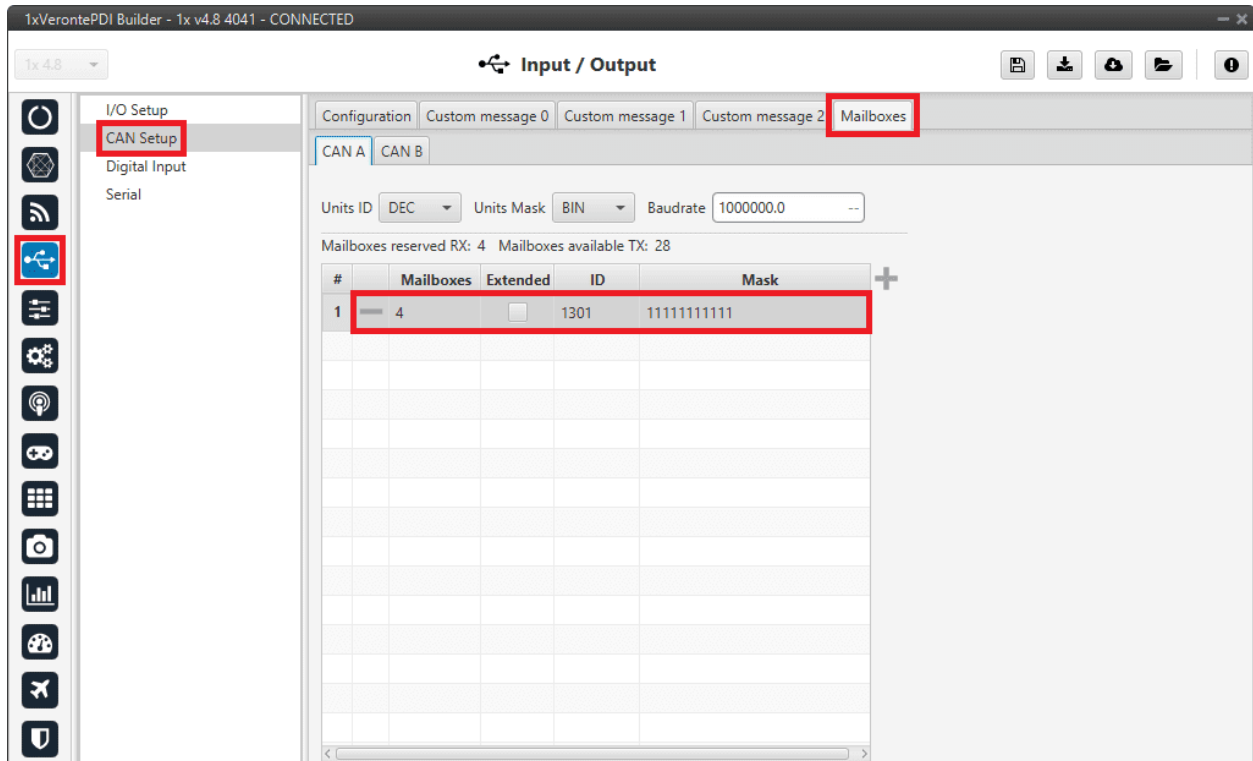 1xVerontePDI Builder - 1x v4.8 4041 - CONNECTED
1x 4.8
Input / Output
I/O Setup
CAN Setup
Digital Input
Serial
Configuration Custom message 0 Custom message 1 Custom message 2 Mailboxes
CAN A CAN B
Units ID DEC Units Mask BIN Baudrate 1000000.0 --
Mailboxes reserved RX: 4 Mailboxes available TX: 28
# Mailboxes Extended ID Mask
1 4 1301 11111111111